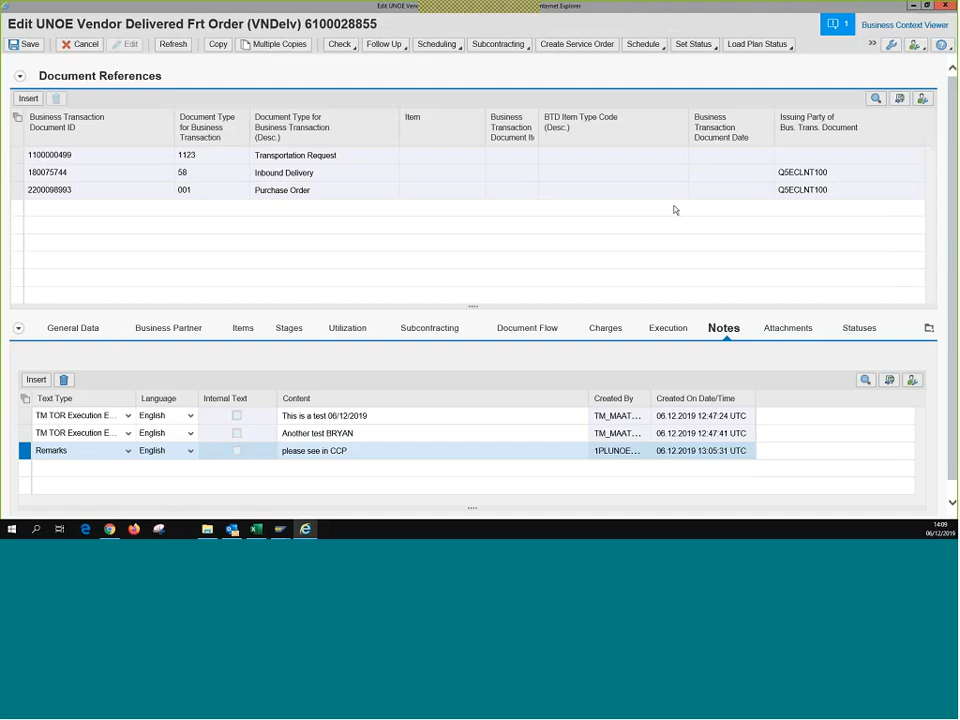 Edit UNOE Vendor Delivered Frt Order (VNDelv) 6100028855
Business Context Viewer
1
Save Cancel Edit Refresh Copy Multiple Copies Check Follow Up Scheduling Subcontracting Create Service Order Schedule Set Status Load Plan Status
Document References
Insert
Business Transaction Document ID
Document Type for Business Transaction
Document Type for Business Transaction (Desc.)
Item
Business Transaction Document It
BTD Item Type Code (Desc.)
Business Transaction Document Date
Issuing Party of Bus. Trans. Document
1100000499 1123 Transportation Request
180075744 58 Inbound Delivery Q5ECLNT100
2200098993 001 Purchase Order Q5ECLNT100
General Data Business Partner Items Stages Utilization Subcontracting Document Flow Charges Execution Notes Attachments Statuses
Insert
Text Type Language Internal Text Content Created By Created On Date/Time
TM TOR Execution E... English This is a test 06/12/2019 TM_MAAT... 06.12.2019 12:47:24 UTC
TM TOR Execution E... English Another test BRYAN TM_MAAT... 06.12.2019 12:47:41 UTC
Remarks English please see in CCP 1PLUNOE... 06.12.2019 13:05:31 UTC
14:09
06/12/2019